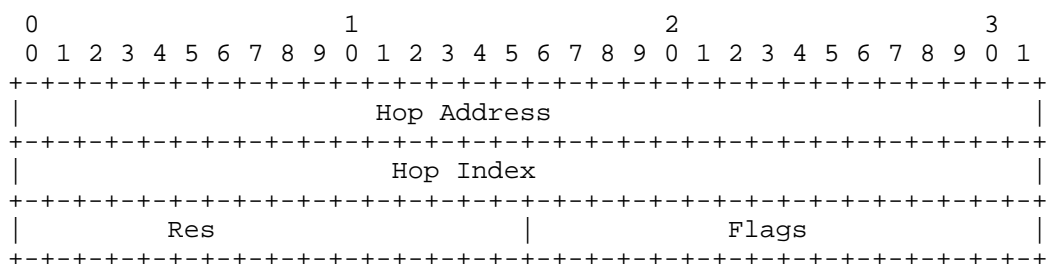 0                   1                   2                   3
 0 1 2 3 4 5 6 7 8 9 0 1 2 3 4 5 6 7 8 9 0 1 2 3 4 5 6 7 8 9 0 1
+-+-+-+-+-+-+-+-+-+-+-+-+-+-+-+-+-+-+-+-+-+-+-+-+-+-+-+-+-+-+-+-+
|                      Hop Address                              |
+-+-+-+-+-+-+-+-+-+-+-+-+-+-+-+-+-+-+-+-+-+-+-+-+-+-+-+-+-+-+-+-+
|                       Hop Index                               |
+-+-+-+-+-+-+-+-+-+-+-+-+-+-+-+-+-+-+-+-+-+-+-+-+-+-+-+-+-+-+-+-+
|         Res                   |            Flags              |
+-+-+-+-+-+-+-+-+-+-+-+-+-+-+-+-+-+-+-+-+-+-+-+-+-+-+-+-+-+-+-+-+